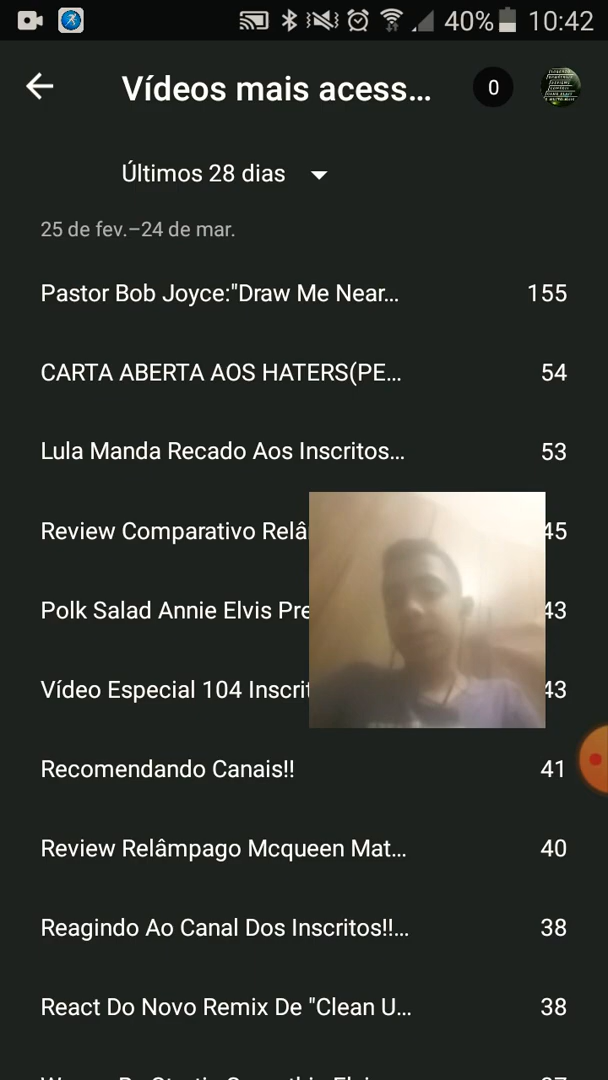 40% 10:42
Vídeos mais acess... 0
Últimos 28 dias
25 de fev.–24 de mar.
Pastor Bob Joyce:"Draw Me Near... 155
CARTA ABERTA AOS HATERS(PE... 54
Lula Manda Recado Aos Inscritos... 53
Review Comparativo 45
Polk Salad Annie Elvis 43
Vídeo Especial 104 43
Recomendando Canais!! 41
Review Relâmpago Mcqueen Mat... 40
Reagindo Ao Canal Dos Inscritos!!... 38
React Do Novo Remix De "Clean U... 38